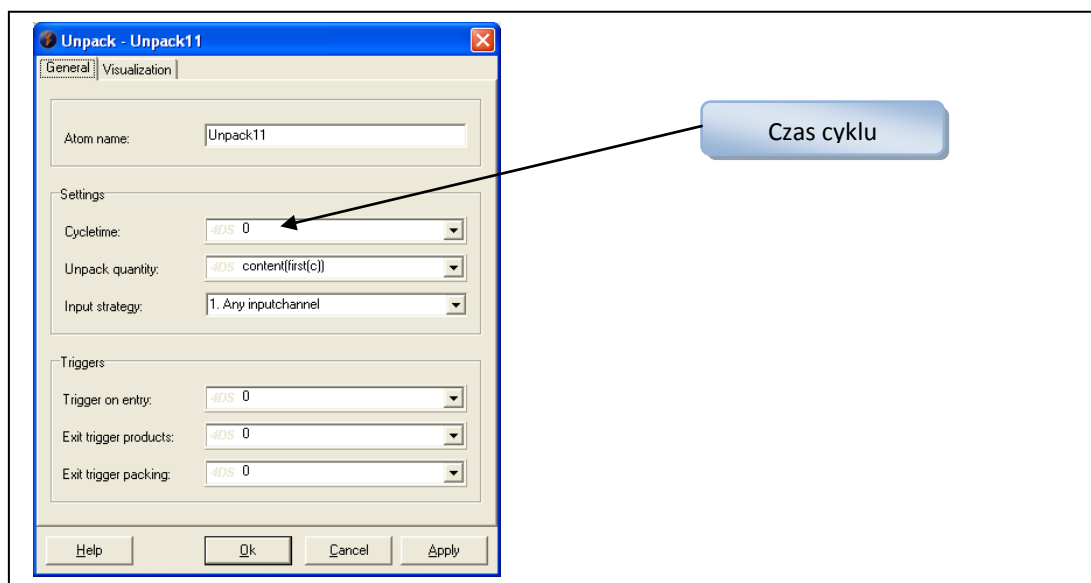 Unpack - Unpack11
General Visualization
Atom name: Unpack11
Czas cyklu
Settings
Cycletime: 4DS 0
Unpack quantity: 4DS content(first(c))
Input strategy: 1. Any inputchannel
Triggers
Trigger on entry: 4DS 0
Exit trigger products: 4DS 0
Exit trigger packing: 4DS 0
Help Ok Cancel Apply